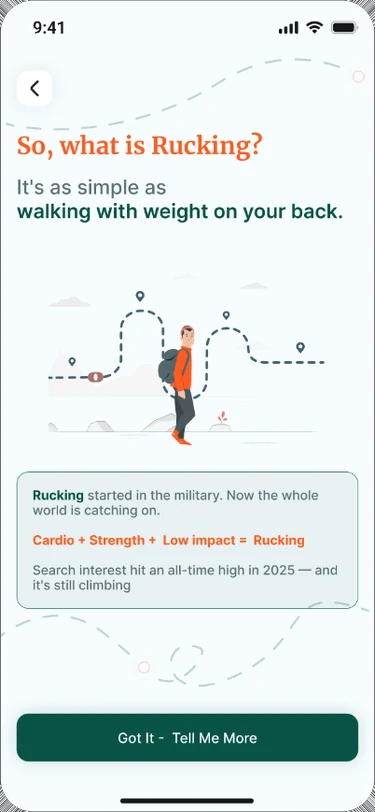 9:41
So, what is Rucking?
It's as simple as
walking with weight on your back.
Rucking started in the military. Now the whole
world is catching on.
Cardio + Strength + Low impact = Rucking
Search interest hit an all-time high in 2025 — and
it's still climbing
Got It - Tell Me More